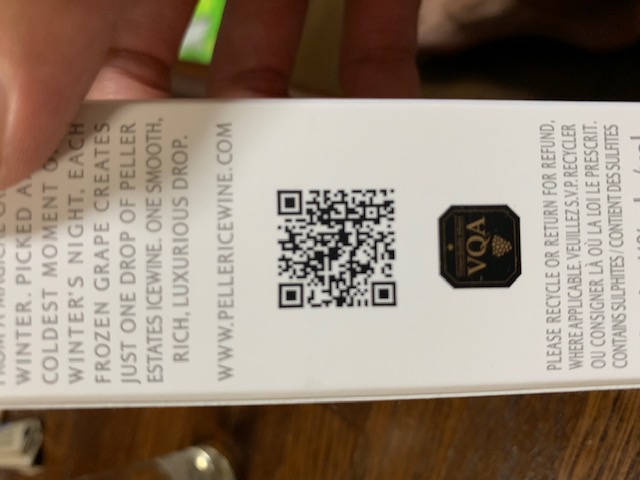 WINTER. PICKED A
COLDEST MOMENT O
WINTER'S NIGHT, EACH
FROZEN GRAPE CREATES
JUST ONE DROP OF PELLER
ESTATES ICEWINE. ONE SMOOTH,
RICH, LUXURIOUS DROP.
WWW.PELLERICEWINE.COM
VQA
PLEASE RECYCLE OR RETURN FOR REFUND,
WHERE APPLICABLE. VEUILLEZ S.V.P. RECYCLER
OU CONSIGNER LÀ OÙ LA LOI LE PRESCRIT.
CONTAINS SULPHITES / CONTIENT DES SULFITES